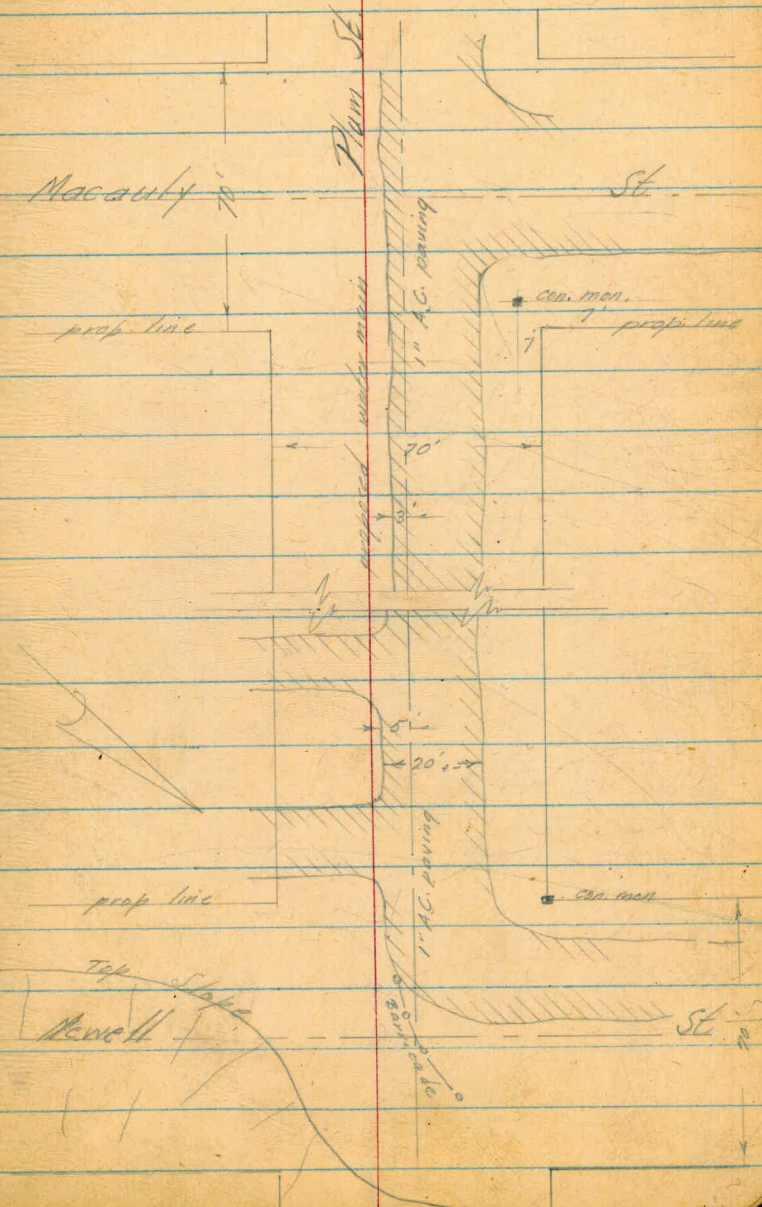 Plum St
Macauly St.
70'
1" A.C. paving
con. mon.
7'
7'
prop. line
prop. line
proposed water main
70'
3'
5'
20'±
1" A.C. paving
prop line
con. mon
Top Slope
Newell St.
barricade